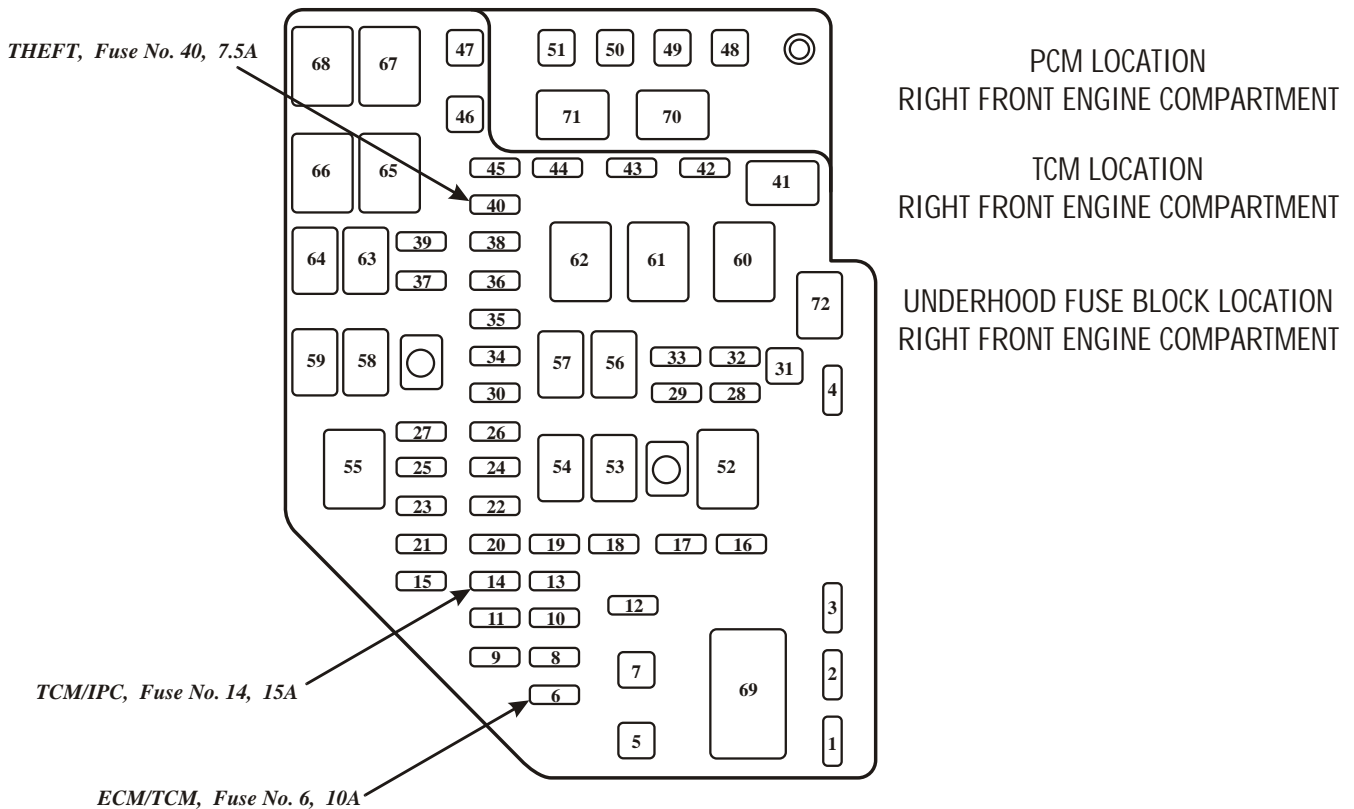 THEFT, Fuse No. 40, 7.5A
68 67 47 51 50 49 48
46 71 70
66 65 45 44 43 42 41
40
64 63 39 38 62 61 60
37 36 72
35
59 58 34 57 56 33 32 31
30 29 28 4
27 26
55 25 24 54 53 52
23 22
21 20 19 18 17 16
15 14 13
12 3
11 10
9 8 7 69 2
TCM/IPC, Fuse No. 14, 15A
6
5 1
ECM/TCM, Fuse No. 6, 10A
PCM LOCATION
RIGHT FRONT ENGINE COMPARTMENT
TCM LOCATION
RIGHT FRONT ENGINE COMPARTMENT
UNDERHOOD FUSE BLOCK LOCATION
RIGHT FRONT ENGINE COMPARTMENT